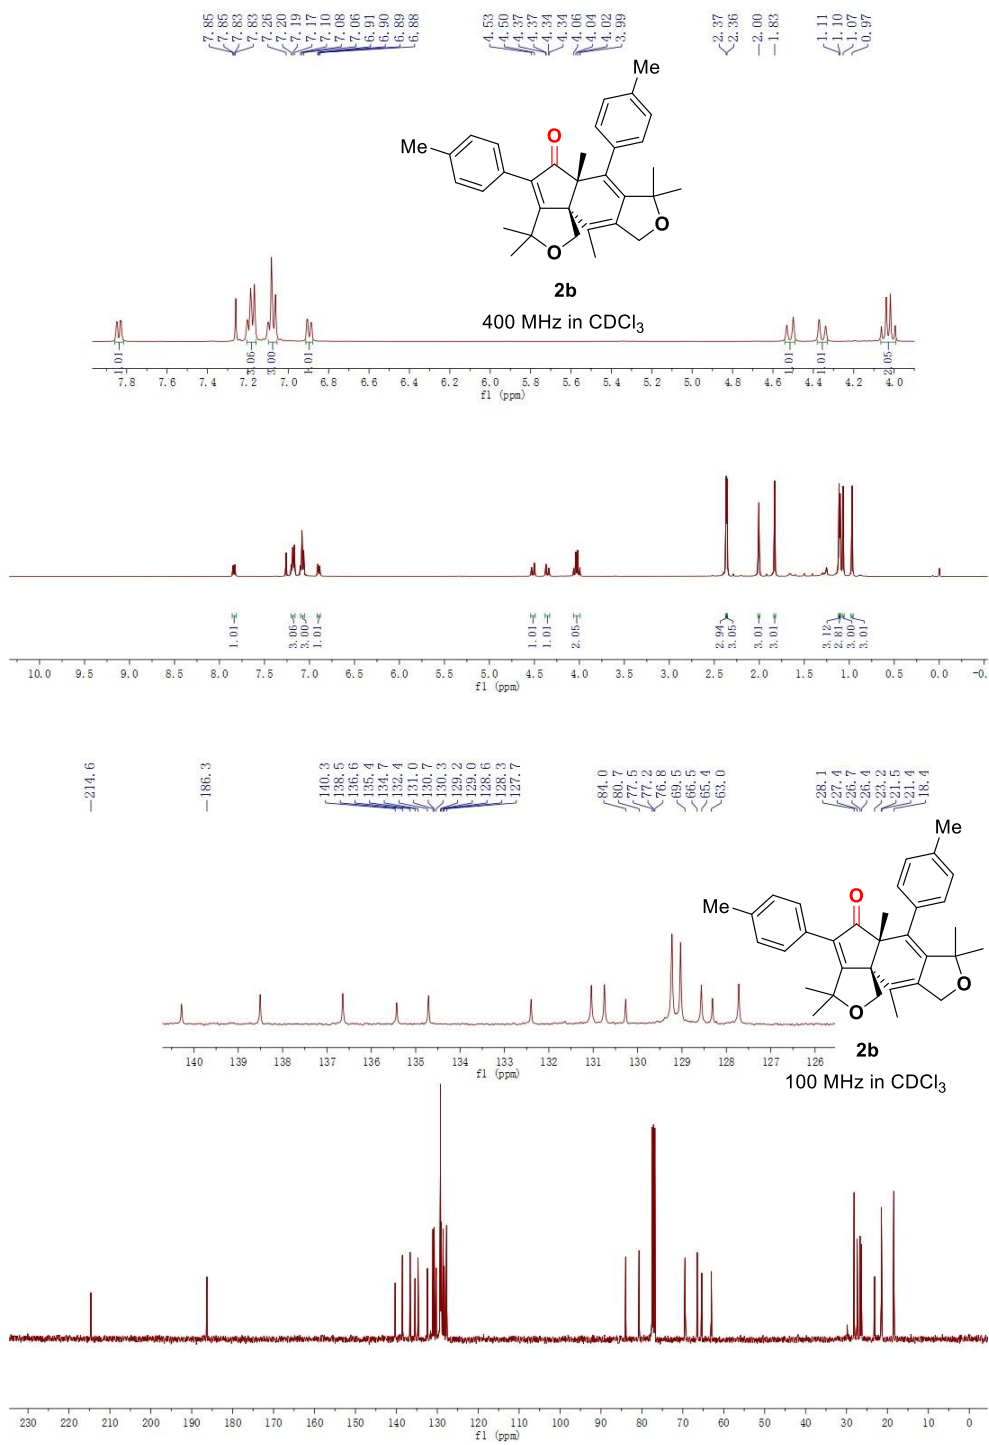 7.85 7.85 7.83 7.83 7.26 7.20 7.19 7.17 7.10 7.08 7.06 6.91 6.90 6.89 6.88 4.53 4.50 4.37 4.37 4.34 4.34 4.06 4.04 4.02 3.99 2.37 2.36 2.00 1.83 1.11 1.10 1.07 0.97
Me
O
Me
O
O
2b
400 MHz in CDCl3
1.01 3.06 3.00 1.01 1.01 1.01 2.05
7.8 7.6 7.4 7.2 7.0 6.8 6.6 6.4 6.2 6.0 5.8 5.6 5.4 5.2 5.0 4.8 4.6 4.4 4.2 4.0
f1 (ppm)
1.01 3.06 3.00 1.01 1.01 1.01 2.05 2.94 3.05 3.01 3.01 3.12 2.81 3.00 3.01
10.0 9.5 9.0 8.5 8.0 7.5 7.0 6.5 6.0 5.5 5.0 4.5 4.0 3.5 3.0 2.5 2.0 1.5 1.0 0.5 0.0 -0.
f1 (ppm)
214.6 186.3 140.3 138.5 136.6 135.4 134.7 132.4 131.0 130.7 130.3 129.2 129.0 128.6 128.3 127.7 84.0 80.7 77.5 77.2 76.8 69.5 66.5 65.4 63.0 28.1 27.4 26.7 26.4 23.2 21.5 21.4 18.4
Me
O
Me
O
O
2b
100 MHz in CDCl3
140 139 138 137 136 135 134 133 132 131 130 129 128 127 126
f1 (ppm)
230 220 210 200 190 180 170 160 150 140 130 120 110 100 90 80 70 60 50 40 30 20 10 0
f1 (ppm)